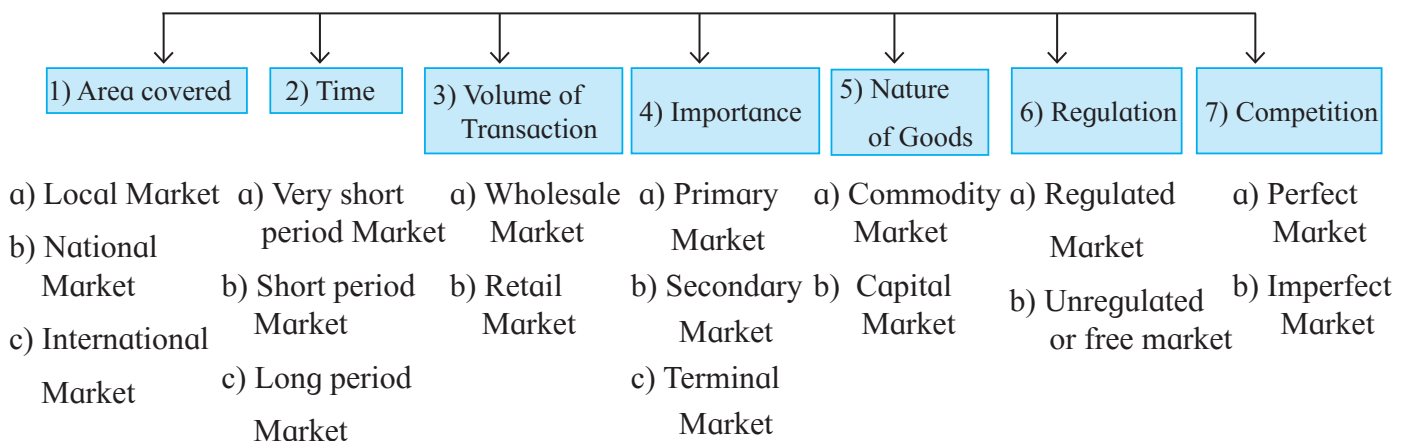 1) Area covered
2) Time
3) Volume of
Transaction
4) Importance
5) Nature
of Goods
6) Regulation
7) Competition
a) Local Market
b) National
Market
c) International
Market
a) Very short
period Market
b) Short period
Market
c) Long period
Market
a) Wholesale
Market
b) Retail
Market
a) Primary
Market
b) Secondary
Market
c) Terminal
Market
a) Commodity
Market
b) Capital
Market
a) Regulated
Market
b) Unregulated
or free market
a) Perfect
Market
b) Imperfect
Market